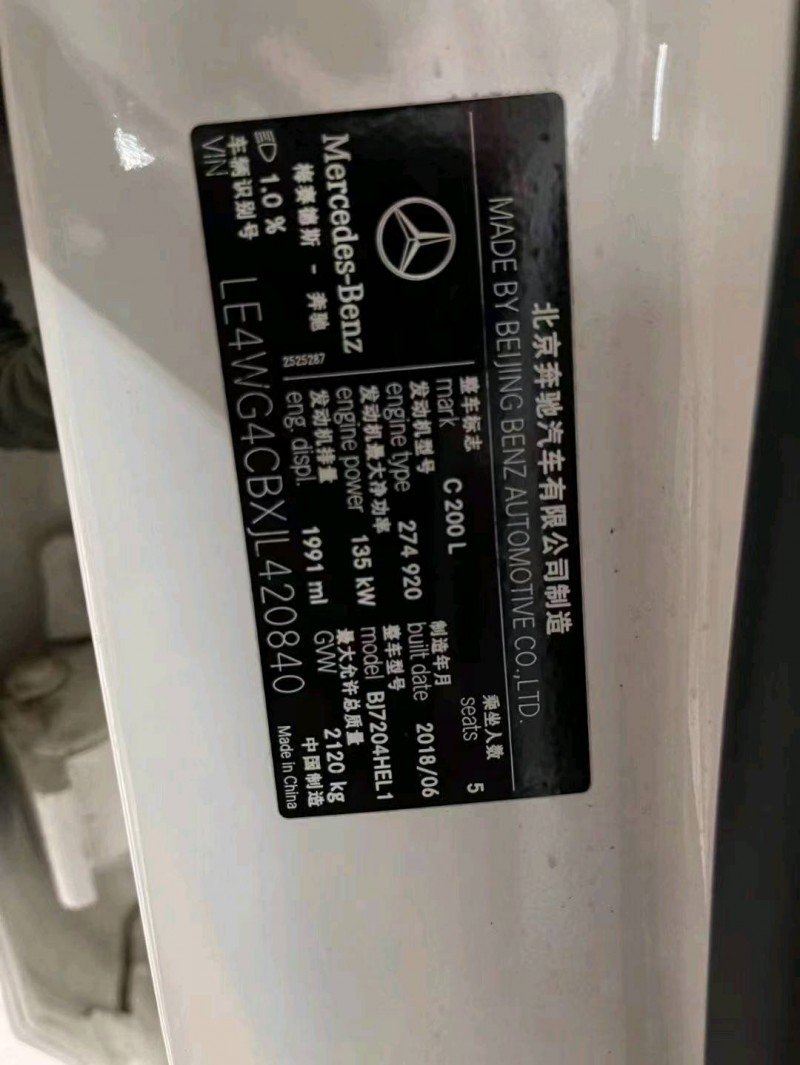 北京奔驰汽车有限公司制造
MADE BY BEIJING BENZ AUTOMOTIVE CO.,LTD.
Mercedes-Benz
梅赛德斯 - 奔驰
1.0 %
2525287
整车标志
mark C 200 L
乘坐人数
seats 5
发动机型号
engine type 274 920
制造年月
built date 2018/06
发动机最大净功率
engine power 135 kW
整车型号
model BJ7204HEL1
发动机排量
eng. displ. 1991 ml
最大允许总质量
GVW 2120 kg
车辆识别号
VIN LE4WG4CBXJL420840
中国制造
Made in China